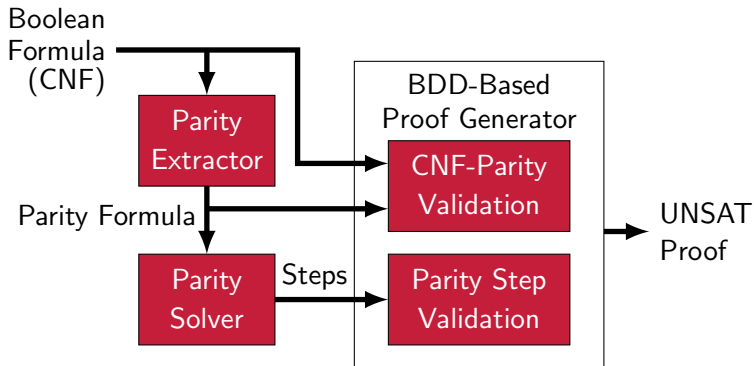 Boolean
Formula
(CNF)
BDD-Based
Proof Generator
Parity
Extractor
CNF-Parity
Validation
Parity Formula
UNSAT
Proof
Parity
Solver
Steps
Parity Step
Validation